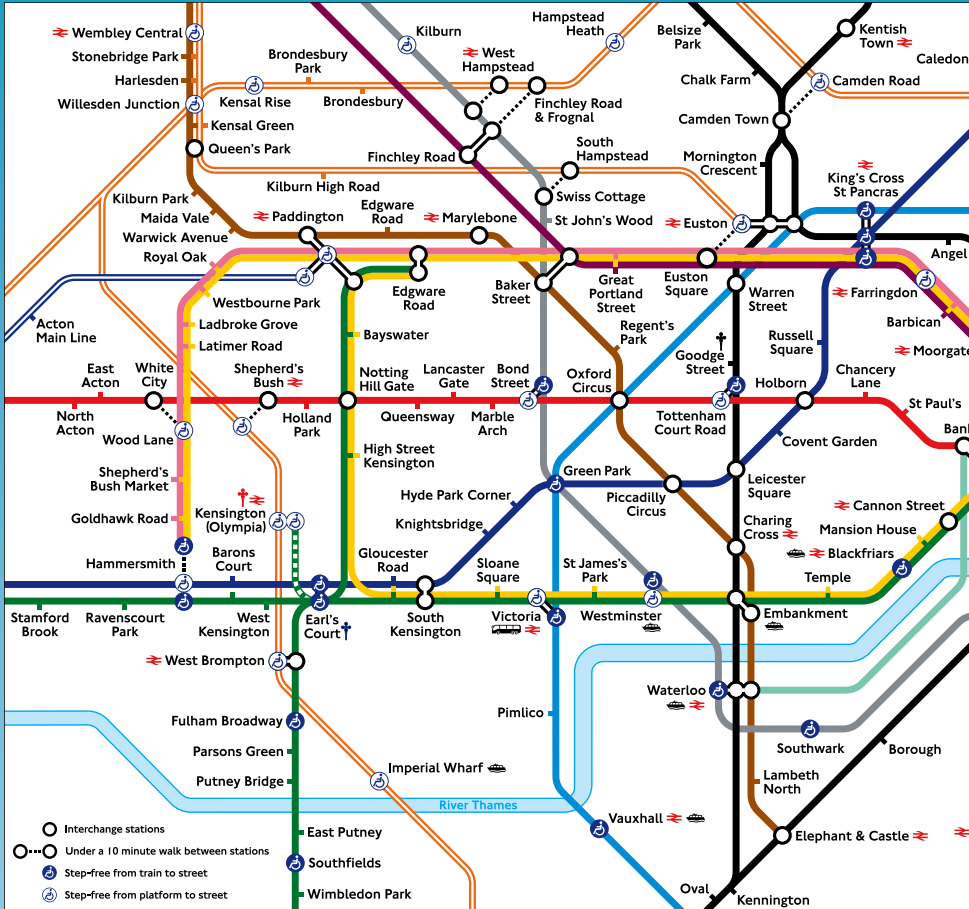 Wembley Central
Stonebridge Park
Harlesden
Willesden Junction
Kensal Rise
Brondesbury
Park
Brondesbury
Kilburn
West
Hampstead
Hampstead
Heath
Finchley Road
& Frognal
Belsize
Park
Kentish
Town
Caledon
Chalk Farm
Camden Road
Camden Town
Kensal Green
Queen's Park
Finchley Road
South
Hampstead
Mornington
Crescent
King's Cross
St Pancras
Kilburn High Road
Swiss Cottage
Kilburn Park
Maida Vale
Warwick Avenue
Royal Oak
Paddington
Edgware
Road
Marylebone
St John's Wood
Euston
Angel
Westbourne Park
Edgware
Road
Baker
Street
Great
Portland
Street
Euston
Square
Warren
Street
Farringdon
Barbican
Moorgate
Acton
Main Line
Ladbroke Grove
Latimer Road
Bayswater
Regent's
Park
Goodge
Street
Russell
Square
East
Acton
White
City
Shepherd's
Bush
Notting
Hill Gate
Lancaster
Gate
Bond
Street
Oxford
Circus
Holborn
Chancery
Lane
St Paul's
North
Acton
Wood Lane
Holland
Park
Queensway
Marble
Arch
Tottenham
Court Road
Covent Garden
Bank
Shepherd's
Bush Market
High Street
Kensington
Green Park
Leicester
Square
Goldhawk Road
Kensington
(Olympia)
Hyde Park Corner
Knightsbridge
Piccadilly
Circus
Charing
Cross
Cannon Street
Mansion House
Blackfriars
Hammersmith
Barons
Court
Gloucester
Road
Sloane
Square
St James's
Park
Temple
Stamford
Brook
Ravenscourt
Park
West
Kensington
Earl's
Court
South
Kensington
Victoria
Westminster
Embankment
West Brompton
Waterloo
Fulham Broadway
Pimlico
Southwark
Borough
Parsons Green
Putney Bridge
Imperial Wharf
Lambeth
North
River Thames
East Putney
Vauxhall
Elephant & Castle
Southfields
Wimbledon Park
Oval
Kennington
Interchange stations
Under a 10 minute walk between stations
Step-free from train to street
Step-free from platform to street